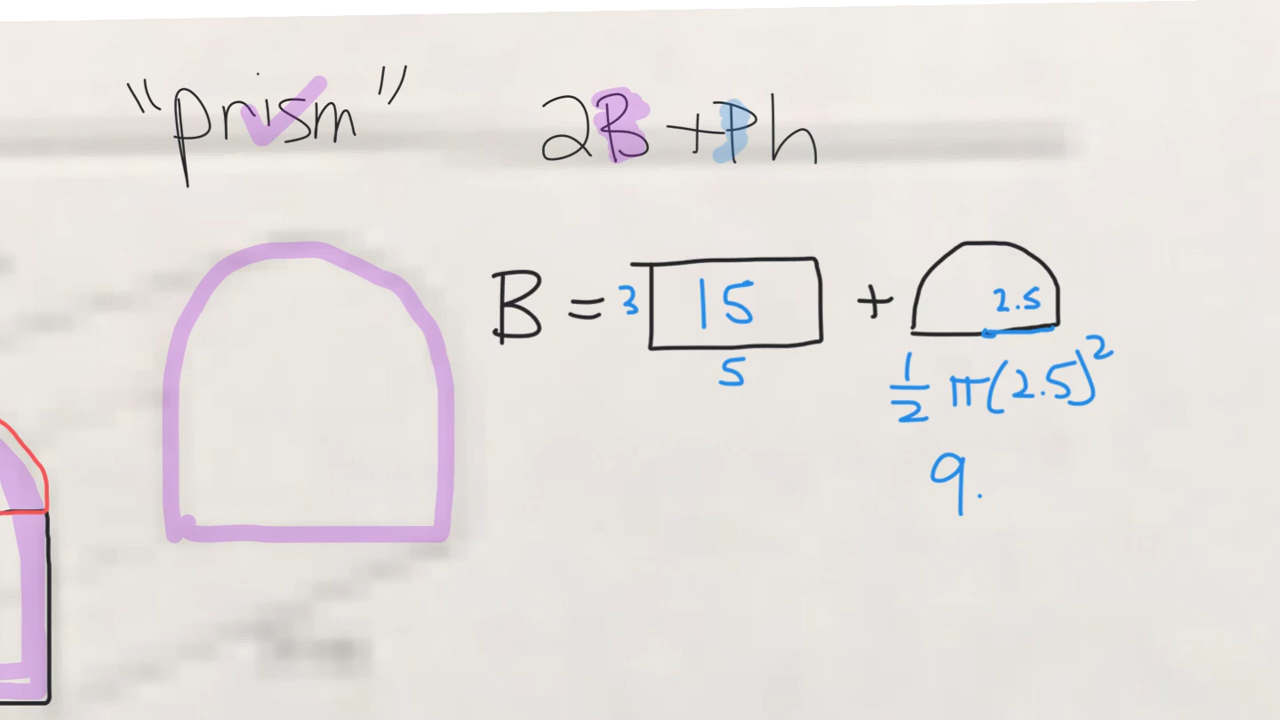 "prism" 2B + Ph
B = 3 15 + 2.5
5
1/2 π(2.5)²
9.